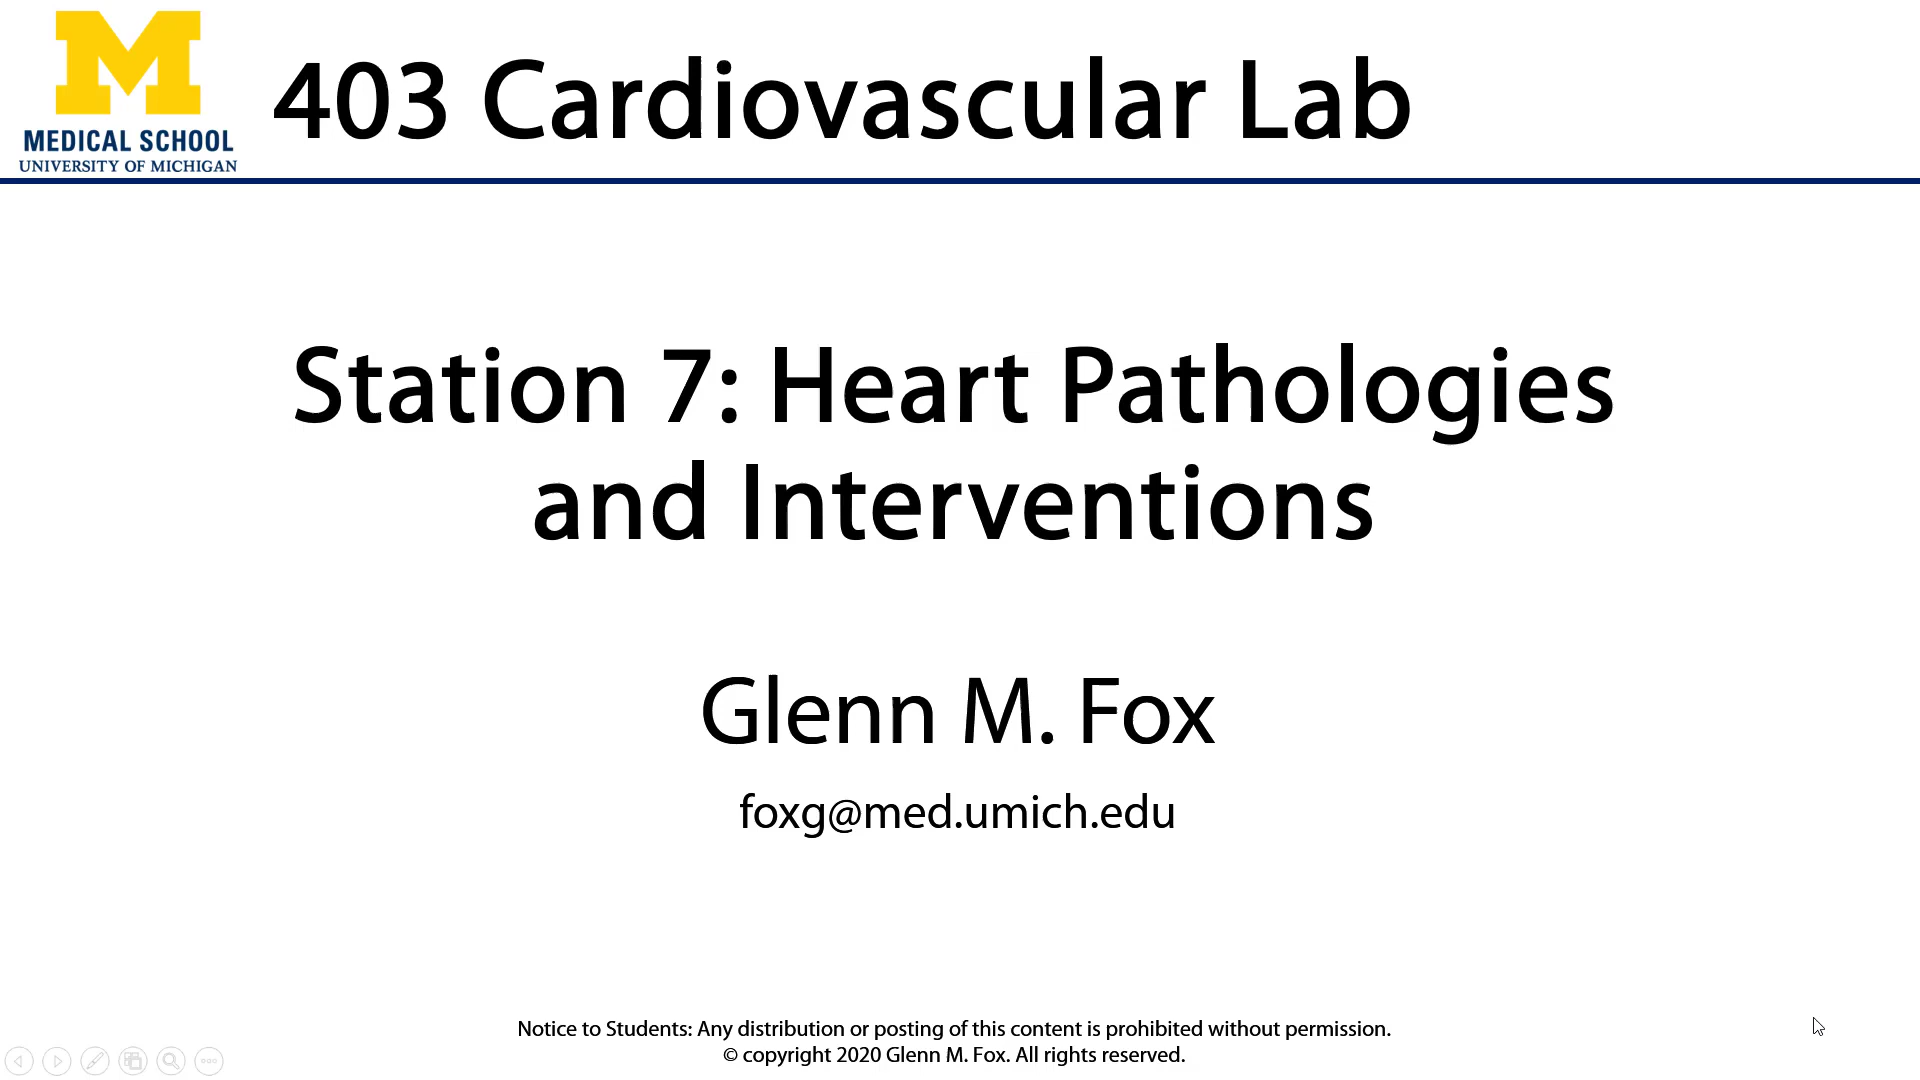 M
MEDICAL SCHOOL
UNIVERSITY OF MICHIGAN
403 Cardiovascular Lab
Station 7: Heart Pathologies
and Interventions
Glenn M. Fox
foxg@med.umich.edu
Notice to Students: Any distribution or posting of this content is prohibited without permission.
© copyright 2020 Glenn M. Fox. All rights reserved.